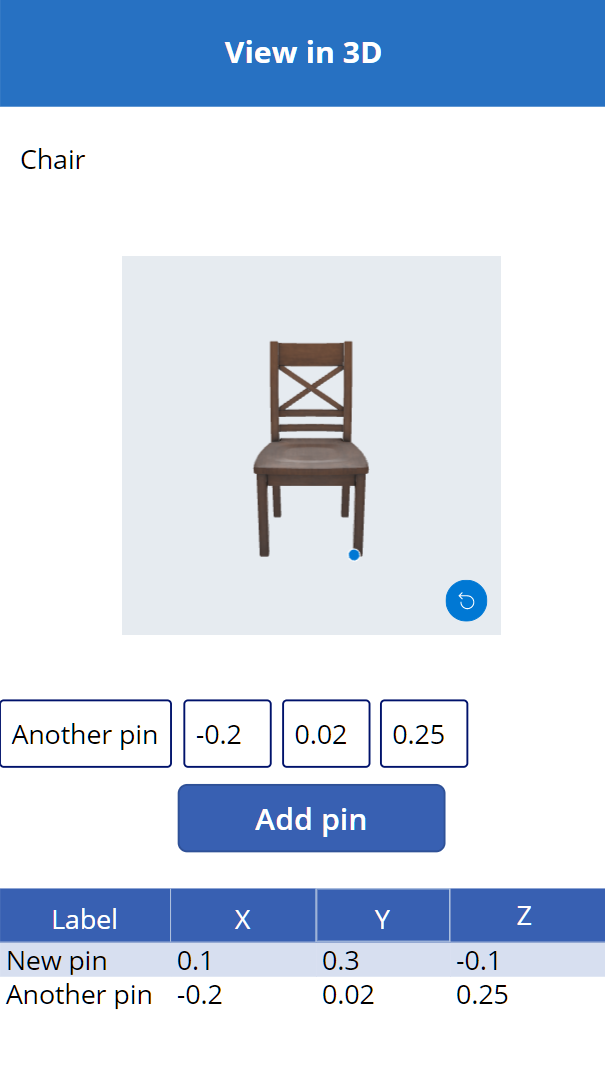 View in 3D
Chair
Another pin -0.2 0.02 0.25
Add pin
Label X Y Z
New pin 0.1 0.3 -0.1
Another pin -0.2 0.02 0.25